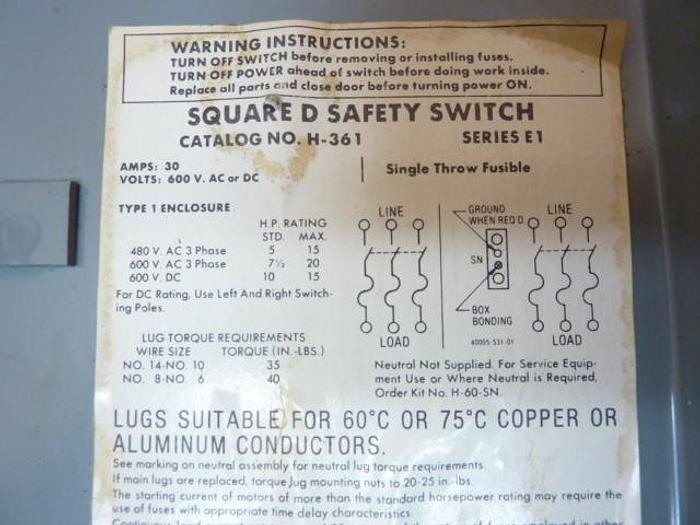 WARNING INSTRUCTIONS:
TURN OFF SWITCH before removing or installing fuses.
TURN OFF POWER ahead of switch before doing work inside.
Replace all parts and close door before turning power ON.
SQUARE D SAFETY SWITCH
CATALOG NO. H-361 SERIES E1
AMPS: 30
VOLTS: 600 V. AC or DC
Single Throw Fusible
TYPE 1 ENCLOSURE
H.P. RATING
STD. MAX.
480 V. AC 3 Phase 5 15
600 V. AC 3 Phase 7½ 20
600 V. DC 10 15
For DC Rating, Use Left And Right Switch-
ing Poles.
LINE
LOAD
GROUND
WHEN REQ'D
SN
BOX
BONDING
40005-531-01
LINE
LOAD
LUG TORQUE REQUIREMENTS
WIRE SIZE TORQUE (IN.-LBS.)
NO. 14-NO. 10 35
NO. 8-NO. 6 40
Neutral Not Supplied. For Service Equip-
ment Use or Where Neutral is Required,
Order Kit No. H-60-SN.
LUGS SUITABLE FOR 60°C OR 75°C COPPER OR
ALUMINUM CONDUCTORS.
See marking on neutral assembly for neutral lug torque requirements.
If main lugs are replaced, torque lug mounting nuts to 20-25 in.-lbs.
The starting current of motors of more than the standard horsepower rating may require the
use of fuses with appropriate time delay characteristics.